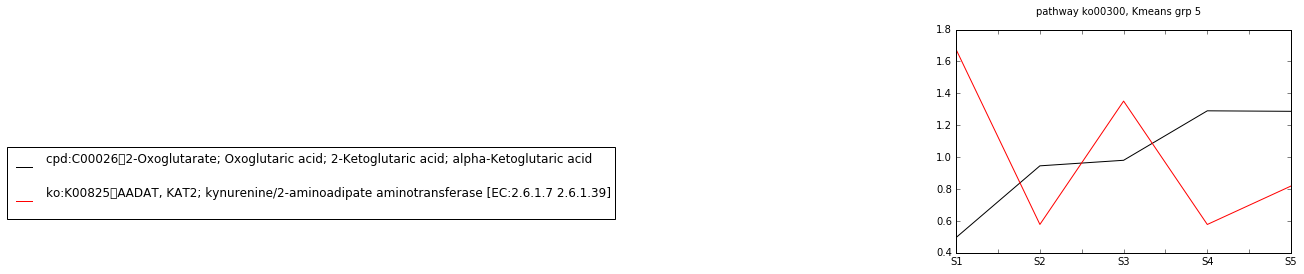 pathway ko00300, Kmeans grp 5
cpd:C00026▯2-Oxoglutarate; Oxoglutaric acid; 2-Ketoglutaric acid; alpha-Ketoglutaric acid
ko:K00825▯AADAT, KAT2; kynurenine/2-aminoadipate aminotransferase [EC:2.6.1.7 2.6.1.39]
1.8
1.6
1.4
1.2
1.0
0.8
0.6
0.4
S1 S2 S3 S4 S5